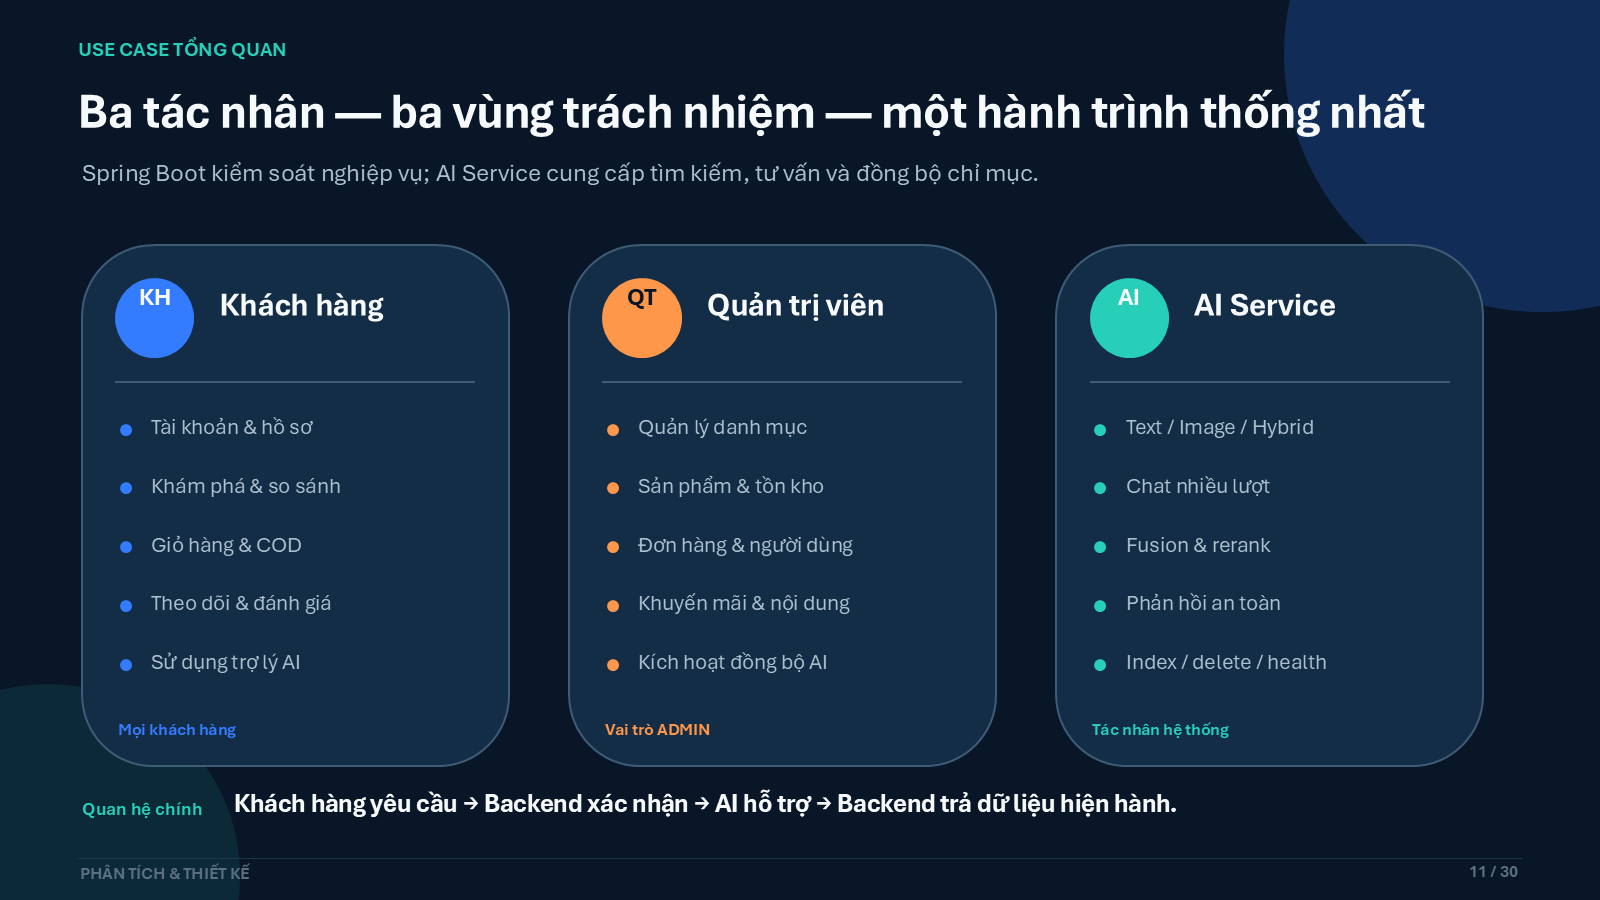 USE CASE TỔNG QUAN
Ba tác nhân — ba vùng trách nhiệm — một hành trình thống nhất
Spring Boot kiểm soát nghiệp vụ; AI Service cung cấp tìm kiếm, tư vấn và đồng bộ chỉ mục.
KH
Khách hàng
Tài khoản & hồ sơ
Khám phá & so sánh
Giỏ hàng & COD
Theo dõi & đánh giá
Sử dụng trợ lý AI
Mọi khách hàng
QT
Quản trị viên
Quản lý danh mục
Sản phẩm & tồn kho
Đơn hàng & người dùng
Khuyến mãi & nội dung
Kích hoạt đồng bộ AI
Vai trò ADMIN
AI
AI Service
Text / Image / Hybrid
Chat nhiều lượt
Fusion & rerank
Phản hồi an toàn
Index / delete / health
Tác nhân hệ thống
Quan hệ chính
Khách hàng yêu cầu → Backend xác nhận → AI hỗ trợ → Backend trả dữ liệu hiện hành.
PHÂN TÍCH & THIẾT KẾ
11 / 30